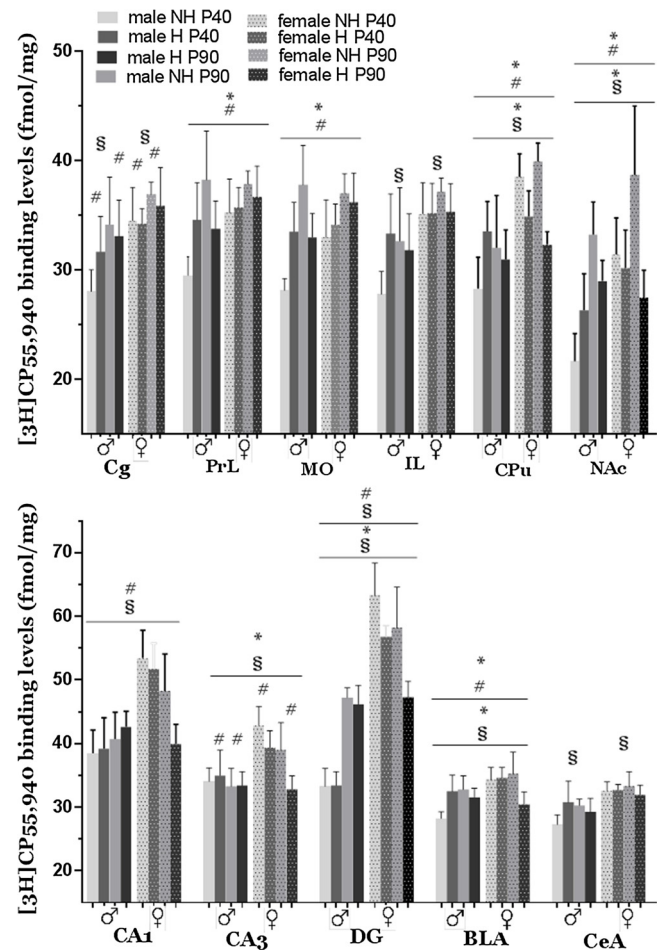 male NH P40
male H P40
male H P90
male NH P90
female NH P40
female H P40
female NH P90
female H P90
[3H]CP55,940 binding levels (fmol/mg)
50
40
30
20
§ §
# # # #
*
#
*
#
§ §
*
#
*
§
*
#
*
§
♂ ♀ ♂ ♀ ♂ ♀ ♂ ♀ ♂ ♀ ♂ ♀
Cg PrL MO IL CPu NAc
[3H]CP55,940 binding levels (fmol/mg)
70
60
50
40
30
20
#
§
*
§
# # # #
#
§
*
§
*
#
*
§
§ §
♂ ♀ ♂ ♀ ♂ ♀ ♂ ♀ ♂ ♀
CA1 CA3 DG BLA CeA